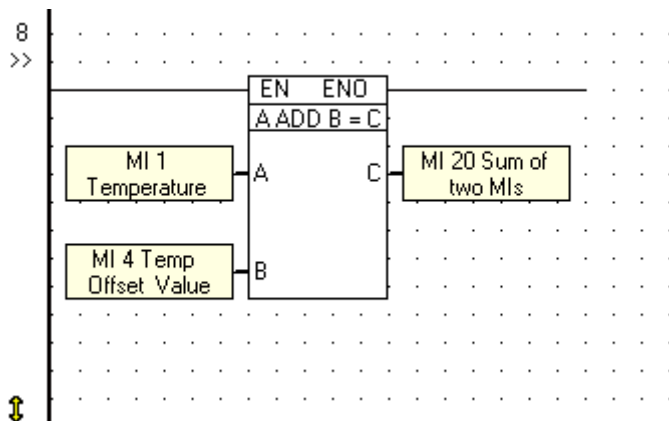 8
>>
EN ENO
A ADD B = C
MI 1
Temperature
A
C
MI 20 Sum of
two MIs
MI 4 Temp
Offset Value
B